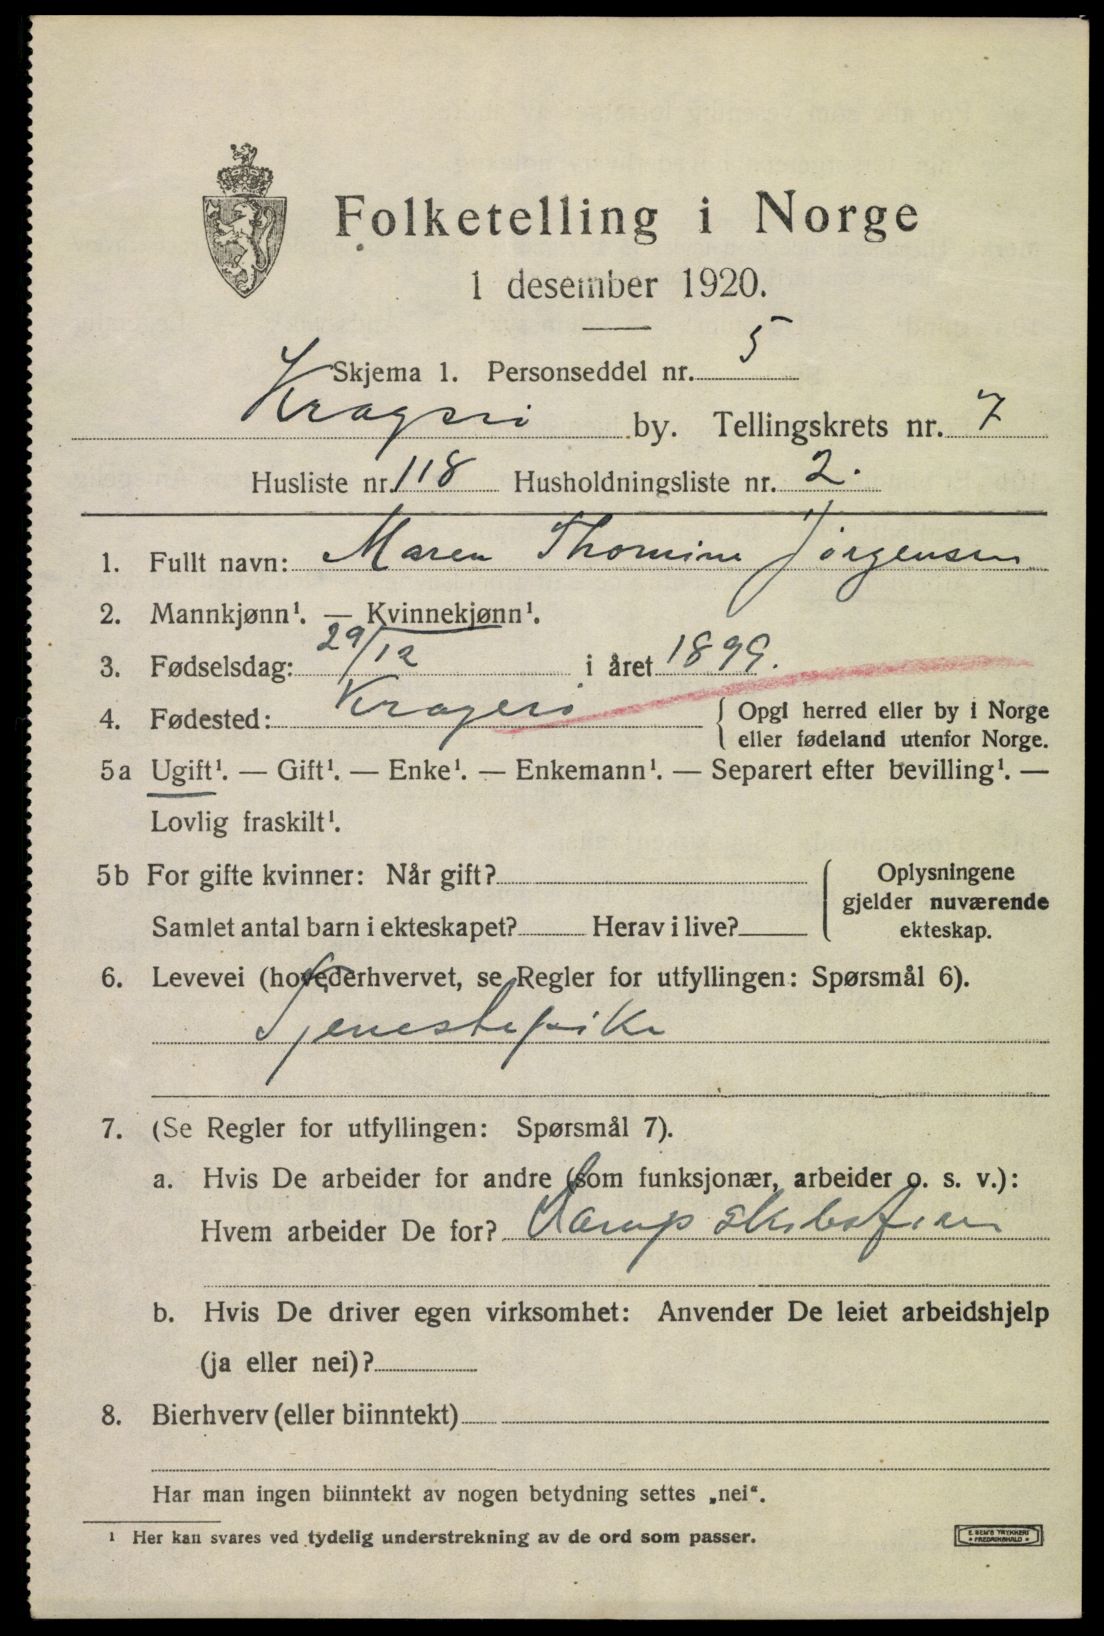 Folketelling i Norge
1 desember 1920.
Skjema 1. Personseddel nr. 5
Kragerö by. Tellingskrets nr. 7
Husliste nr. 118 Husholdningsliste nr. 2.
1. Fullt navn: Maren Thomine Jörgensen
2. Mannkjønn¹. — Kvinnekjønn¹.
3. Fødselsdag: 29/12 i året 1899.
4. Fødested: Kragerö { Opgi herred eller by i Norge
eller fødeland utenfor Norge.
5a Ugift¹. — Gift¹. — Enke¹. — Enkemann¹. — Separert efter bevilling¹. —
Lovlig fraskilt¹.
5b For gifte kvinner: Når gift? { Oplysningene
gjelder nuværende
Samlet antal barn i ekteskapet? Herav i live? ekteskap.
6. Levevei (hovederhvervet, se Regler for utfyllingen: Spørsmål 6).
Tjenestepike
7. (Se Regler for utfyllingen: Spørsmål 7).
a. Hvis De arbeider for andre (som funksjonær, arbeider o. s. v.):
Hvem arbeider De for?
b. Hvis De driver egen virksomhet: Anvender De leiet arbeidshjelp
(ja eller nei)?
8. Bierhverv (eller biinntekt)
Har man ingen biinntekt av nogen betydning settes „nei“.
¹ Her kan svares ved tydelig understrekning av de ord som passer.
E. SEM'S TRYKKERI
• FREDRIKSHALD •